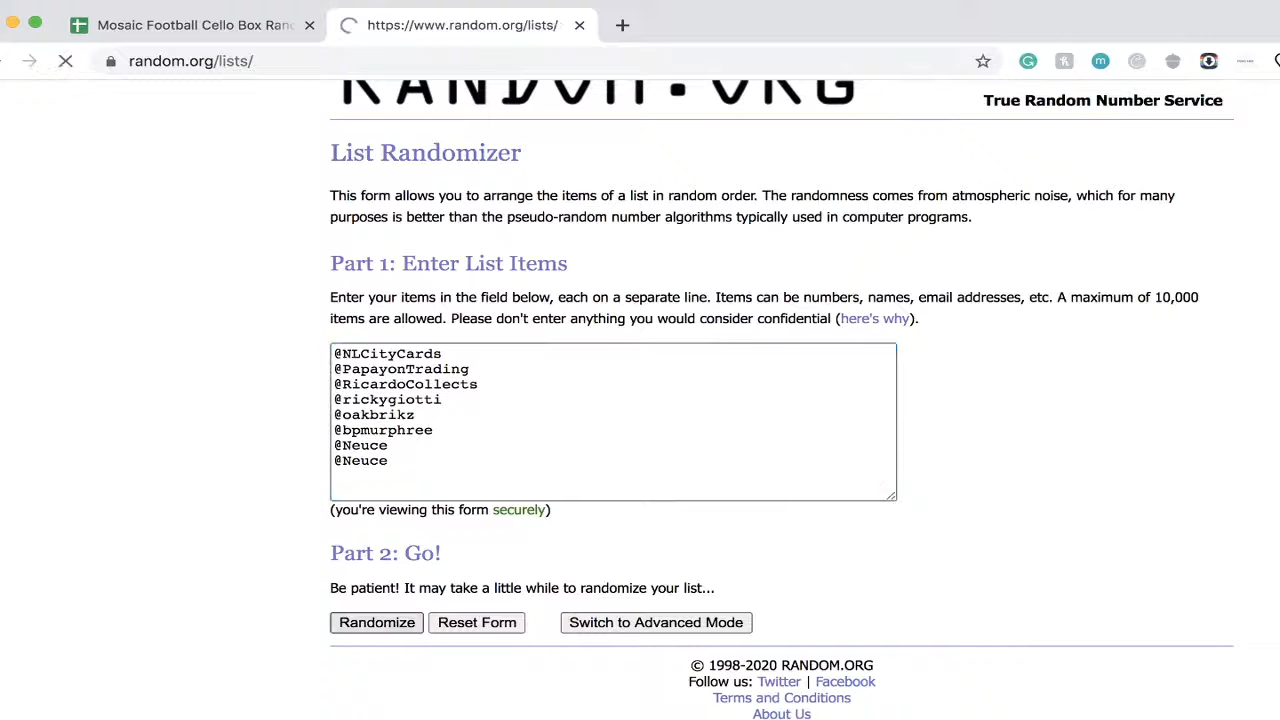 Mosaic Football Cello Box Ran
https://www.random.org/lists/
random.org/lists/
RANDOM.ORG
True Random Number Service
List Randomizer
This form allows you to arrange the items of a list in random order. The randomness comes from atmospheric noise, which for many
purposes is better than the pseudo-random number algorithms typically used in computer programs.
Part 1: Enter List Items
Enter your items in the field below, each on a separate line. Items can be numbers, names, email addresses, etc. A maximum of 10,000
items are allowed. Please don't enter anything you would consider confidential (here's why).
@NLCityCards
@PapayonTrading
@RicardoCollects
@rickygiotti
@oakbrikz
@bpmurphree
@Neuce
@Neuce
(you're viewing this form securely)
Part 2: Go!
Be patient! It may take a little while to randomize your list...
Randomize Reset Form Switch to Advanced Mode
© 1998-2020 RANDOM.ORG
Follow us: Twitter | Facebook
Terms and Conditions
About Us